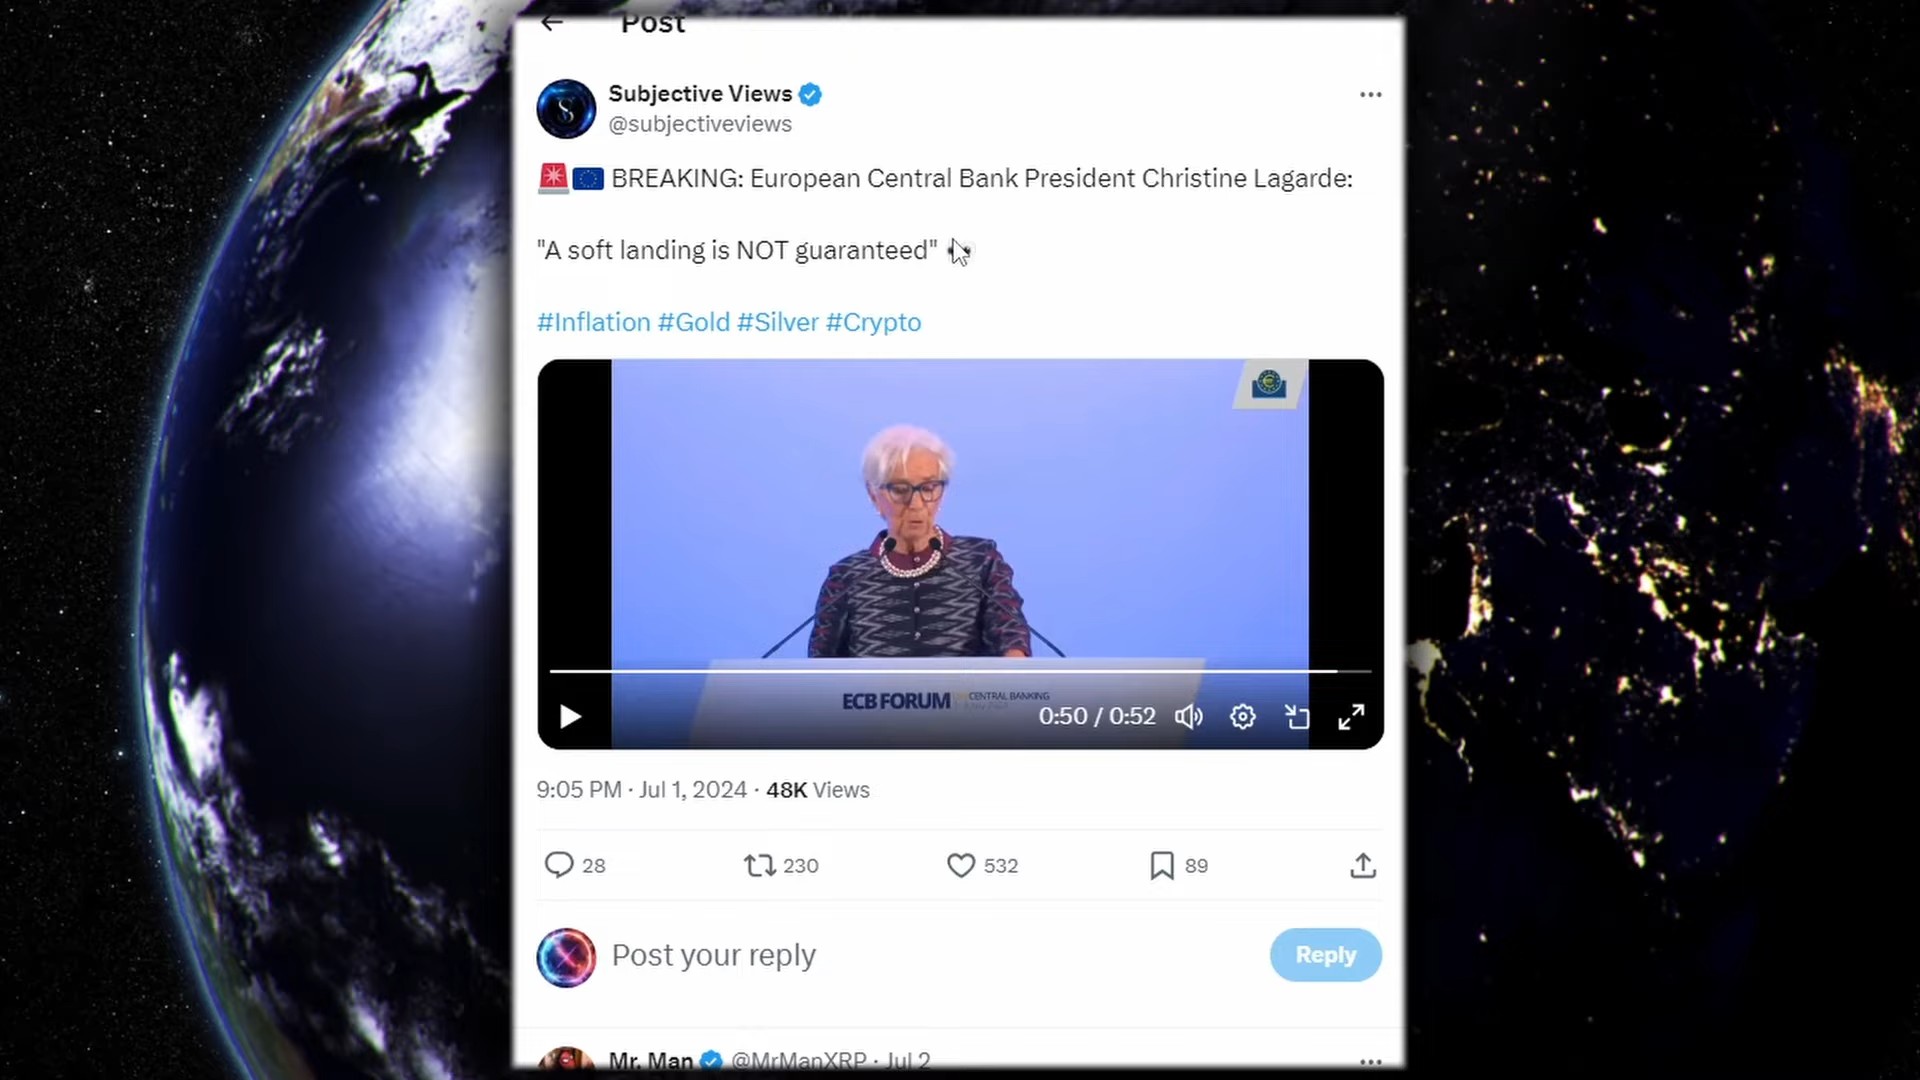 Post
Subjective Views
@subjectiveviews
BREAKING: European Central Bank President Christine Lagarde:
"A soft landing is NOT guaranteed"
#Inflation #Gold #Silver #Crypto
ECB FORUM CENTRAL BANKING
0:50 / 0:52
9:05 PM · Jul 1, 2024 · 48K Views
28 230 532 89
Post your reply
Reply
Mr. Man @MrManXRP · Jul 2